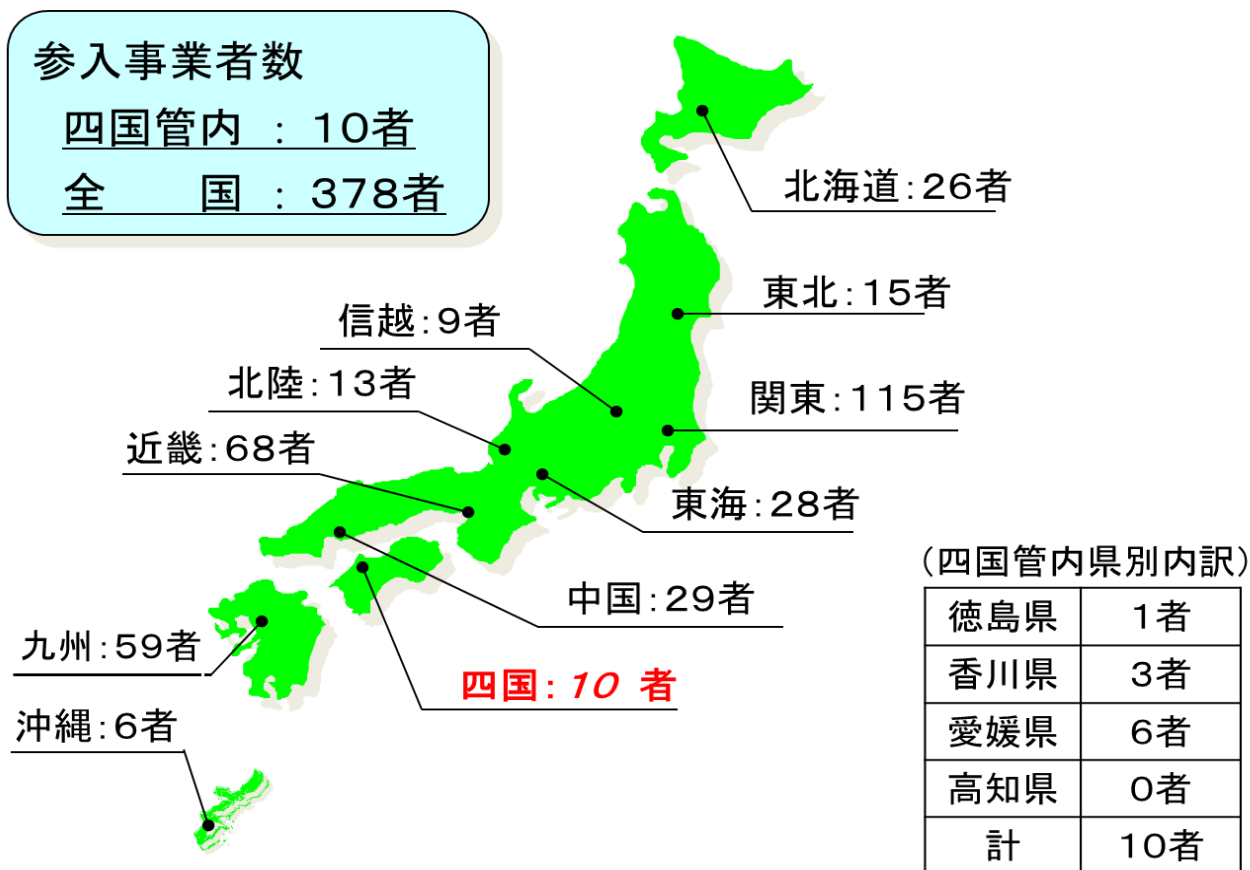 参入事業者数
四国管内 : 10者
全　　国 : 378者
北海道:26者
東北:15者
信越:9者
北陸:13者
関東:115者
近畿:68者
東海:28者
中国:29者
九州:59者
四国:10 者
沖縄:6者
(四国管内県別内訳)
徳島県 1者
香川県 3者
愛媛県 6者
高知県 0者
計 10者